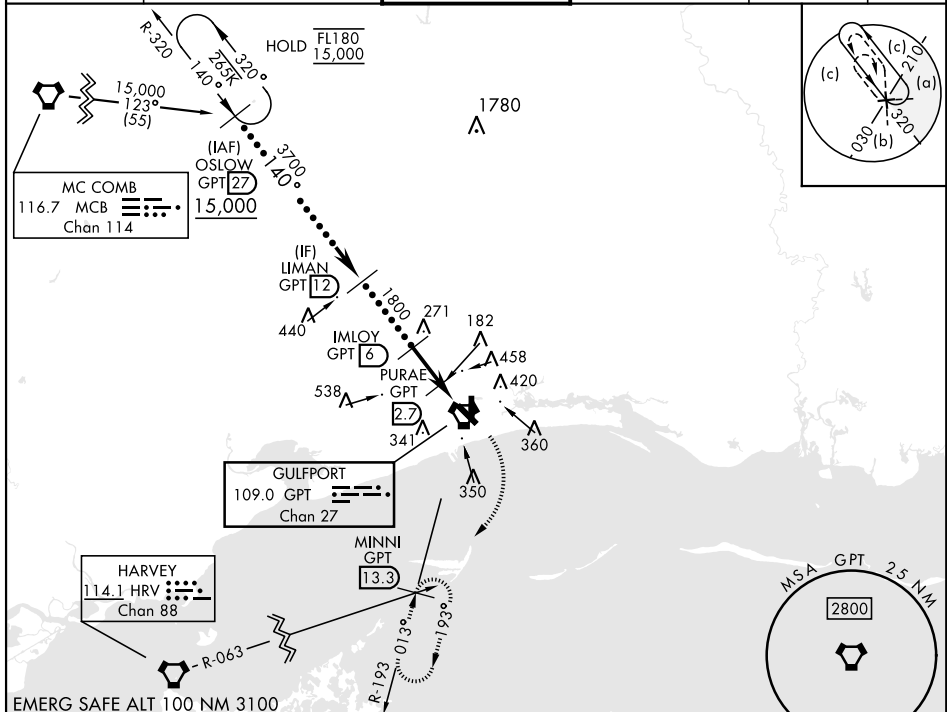 R-320
140°
265K
320°
HOLD FL180
15,000
15,000
123°
(55)
(IAF)
OSLOW
GPT 27
15,000
3700
140°
1780
MC COMB
116.7 MCB
Chan 114
(IF)
LIMAN
GPT 12
1800
440
271
182
IMLOY
GPT 6
458
PURAE
GPT
2.7
420
538
341
360
350
GULFPORT
109.0 GPT
Chan 27
MINNI
GPT
13.3
HARVEY
114.1 HRV
Chan 88
R-063
013°
193°
R-193
EMERG SAFE ALT 100 NM 3100
MSA GPT 25 NM
2800
(c)
(c)
210
(a)
320
(b)
030